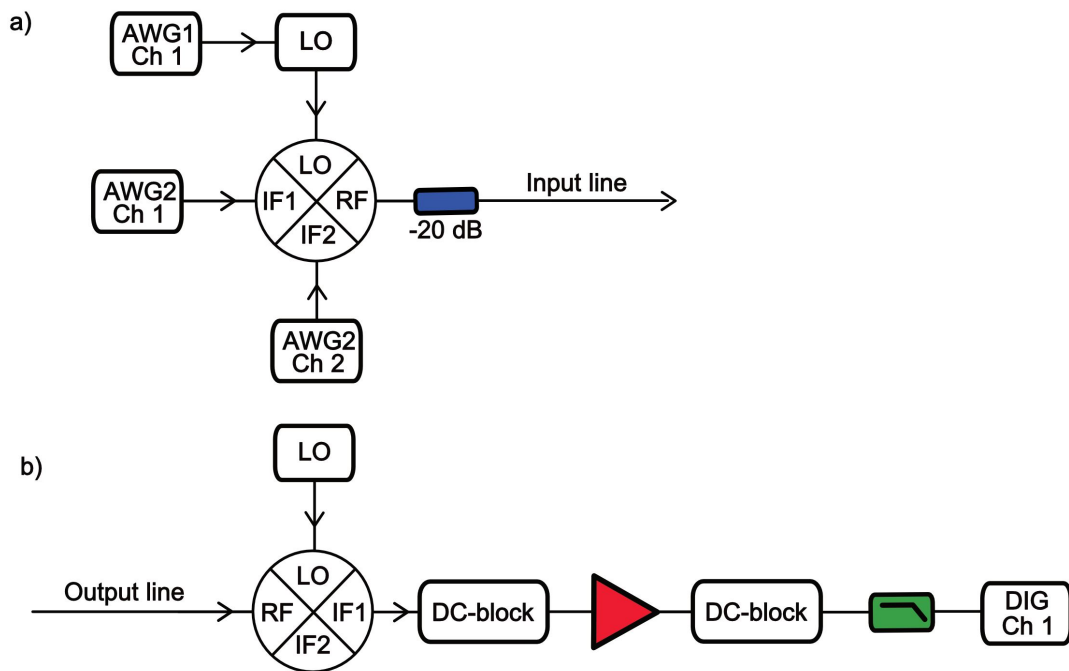 a)
AWG1
Ch 1
LO
LO
AWG2
Ch 1
IF1
RF
IF2
Input line
-20 dB
AWG2
Ch 2
b)
LO
Output line
LO
RF
IF1
IF2
DC-block
DC-block
DIG
Ch 1